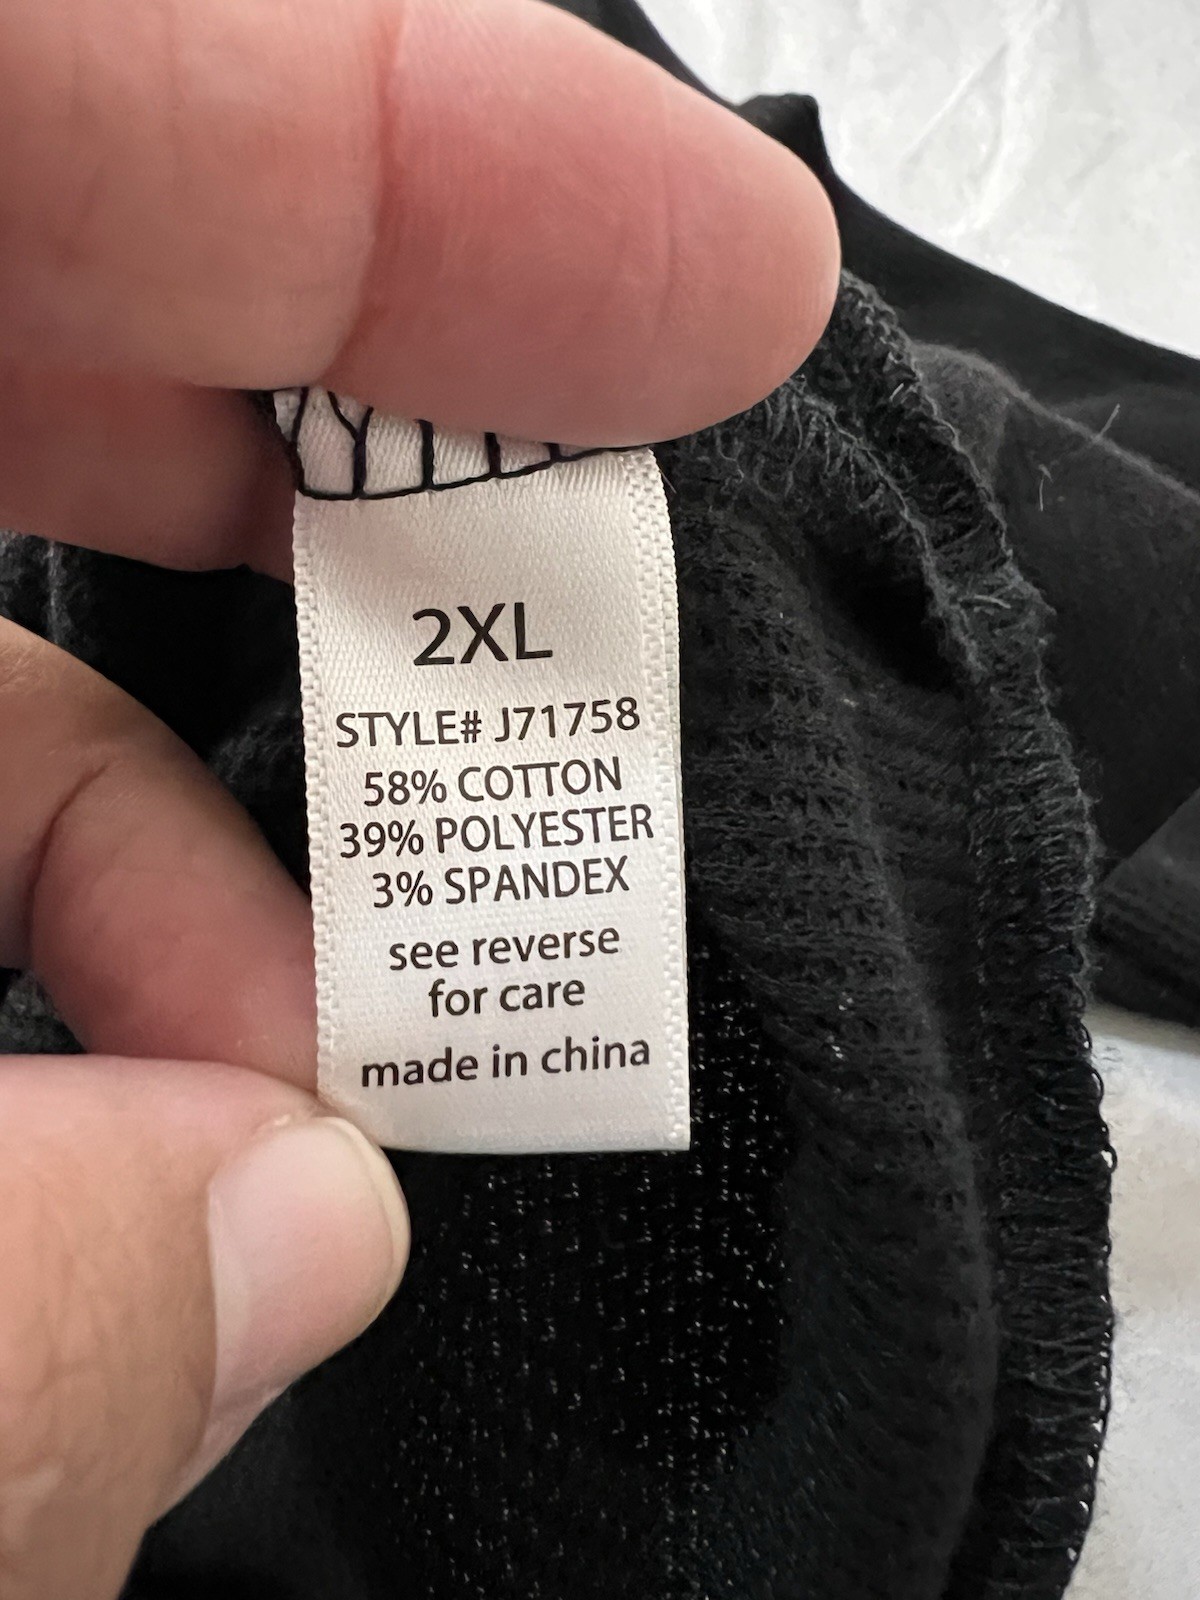 2XL
STYLE# J71758
58% COTTON
39% POLYESTER
3% SPANDEX
see reverse
for care
made in china